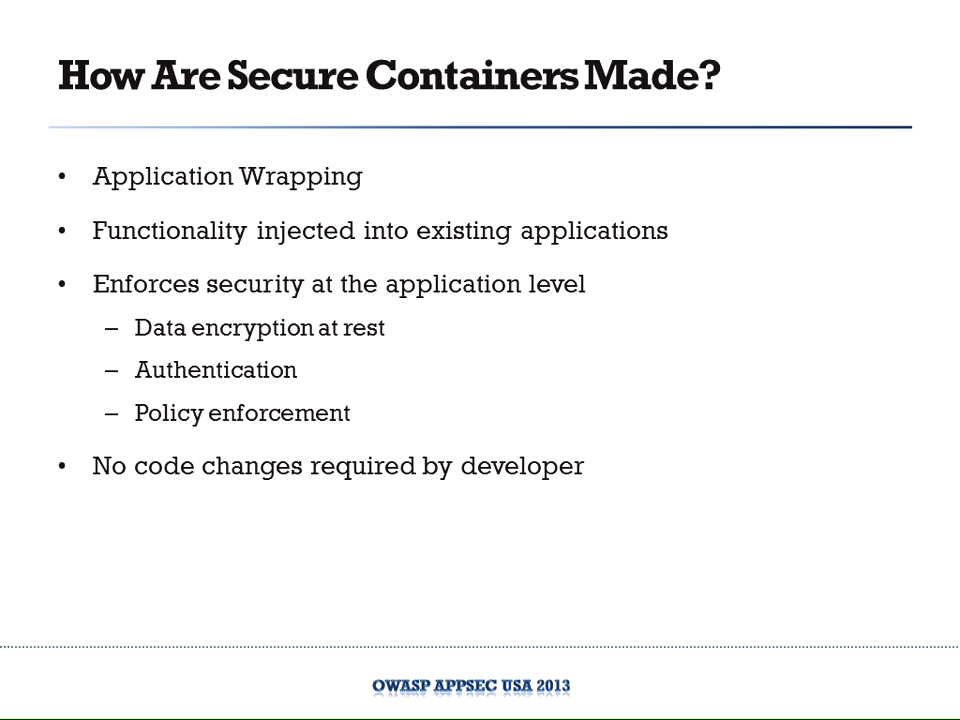 How Are Secure Containers Made?
• Application Wrapping
• Functionality injected into existing applications
• Enforces security at the application level
– Data encryption at rest
– Authentication
– Policy enforcement
• No code changes required by developer
OWASP APPSEC USA 2013